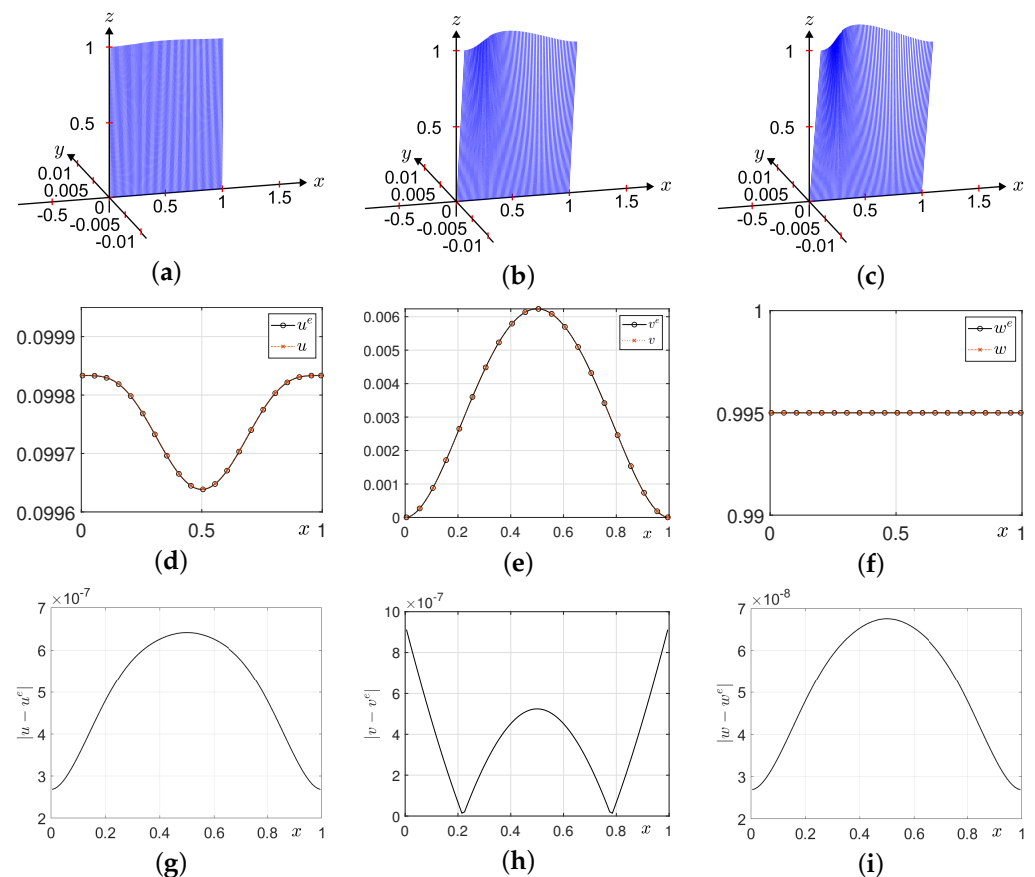 z
1
0.5
y
0.01
0.005
x
-0.5
0
0.5
1
1.5
-0.005
-0.01
(a)
z
1
0.5
y
0.01
0.005
x
-0.5
0
0.5
1
1.5
-0.005
-0.01
(b)
z
1
0.5
y
0.01
0.005
x
-0.5
0
0.5
1
1.5
-0.005
-0.01
(c)
0.0999
0.0998
0.0997
0.0996
u^e
u
0 0.5 x 1
(d)
0.006
0.005
0.004
0.003
0.002
0.001
0
v^e
v
0 0.2 0.4 0.6 0.8 x 1
(e)
1
0.995
0.99
w^e
w
0 0.5 x 1
(f)
×10^-7
7
6
5
4
3
2
|u − u^e|
0 0.2 0.4 0.6 0.8 x 1
(g)
×10^-7
10
8
6
4
2
0
|v − v^e|
0 0.2 0.4 0.6 0.8 x 1
(h)
×10^-8
7
6
5
4
3
2
|w − w^e|
0 0.2 0.4 0.6 0.8 x 1
(i)